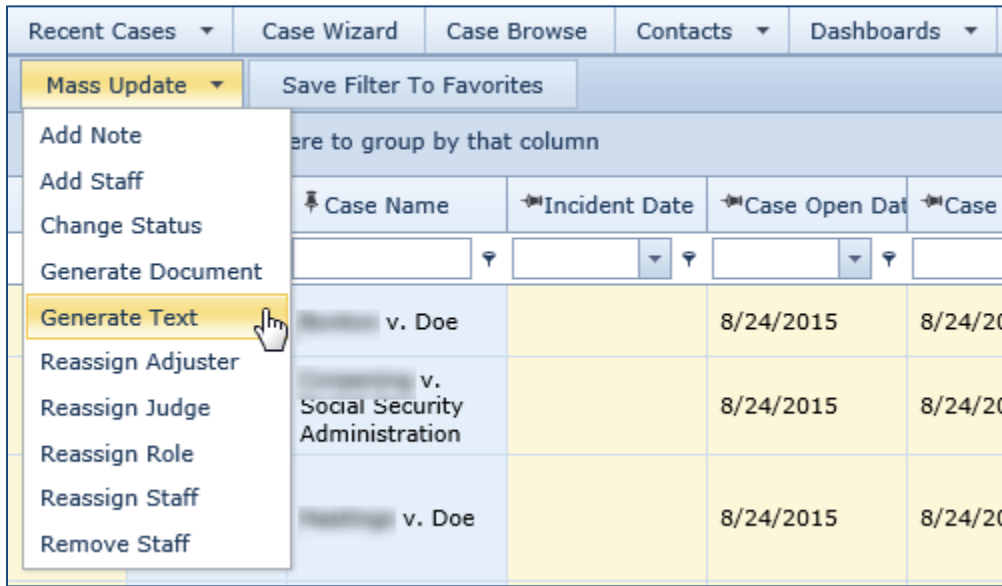 Recent Cases
Case Wizard
Case Browse
Contacts
Dashboards
Mass Update
Save Filter To Favorites
Add Note
Add Staff
Change Status
Generate Document
Generate Text
Reassign Adjuster
Reassign Judge
Reassign Role
Reassign Staff
Remove Staff
ere to group by that column
Case Name
Incident Date
Case Open Dat
Case
v. Doe
8/24/2015
8/24/20
v.
Social Security
Administration
8/24/2015
8/24/20
v. Doe
8/24/2015
8/24/20